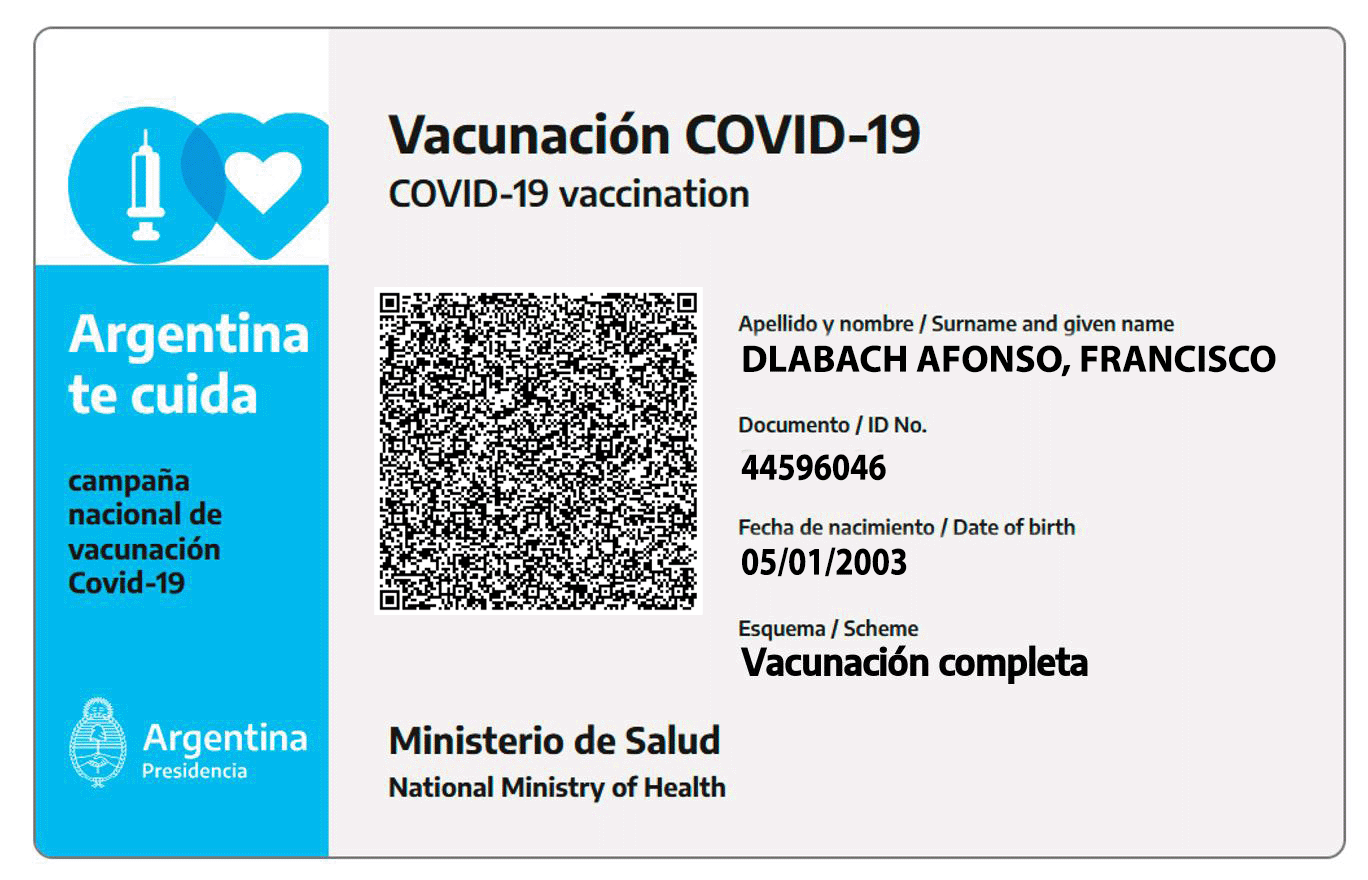 Vacunación COVID-19
COVID-19 vaccination
Argentina
te cuida
campaña
nacional de
vacunación
Covid-19
Apellido y nombre / Surname and given name
DLABACH AFONSO, FRANCISCO
Documento / ID No.
44596046
Fecha de nacimiento / Date of birth
05/01/2003
Esquema / Scheme
Vacunación completa
Argentina
Presidencia
Ministerio de Salud
National Ministry of Health